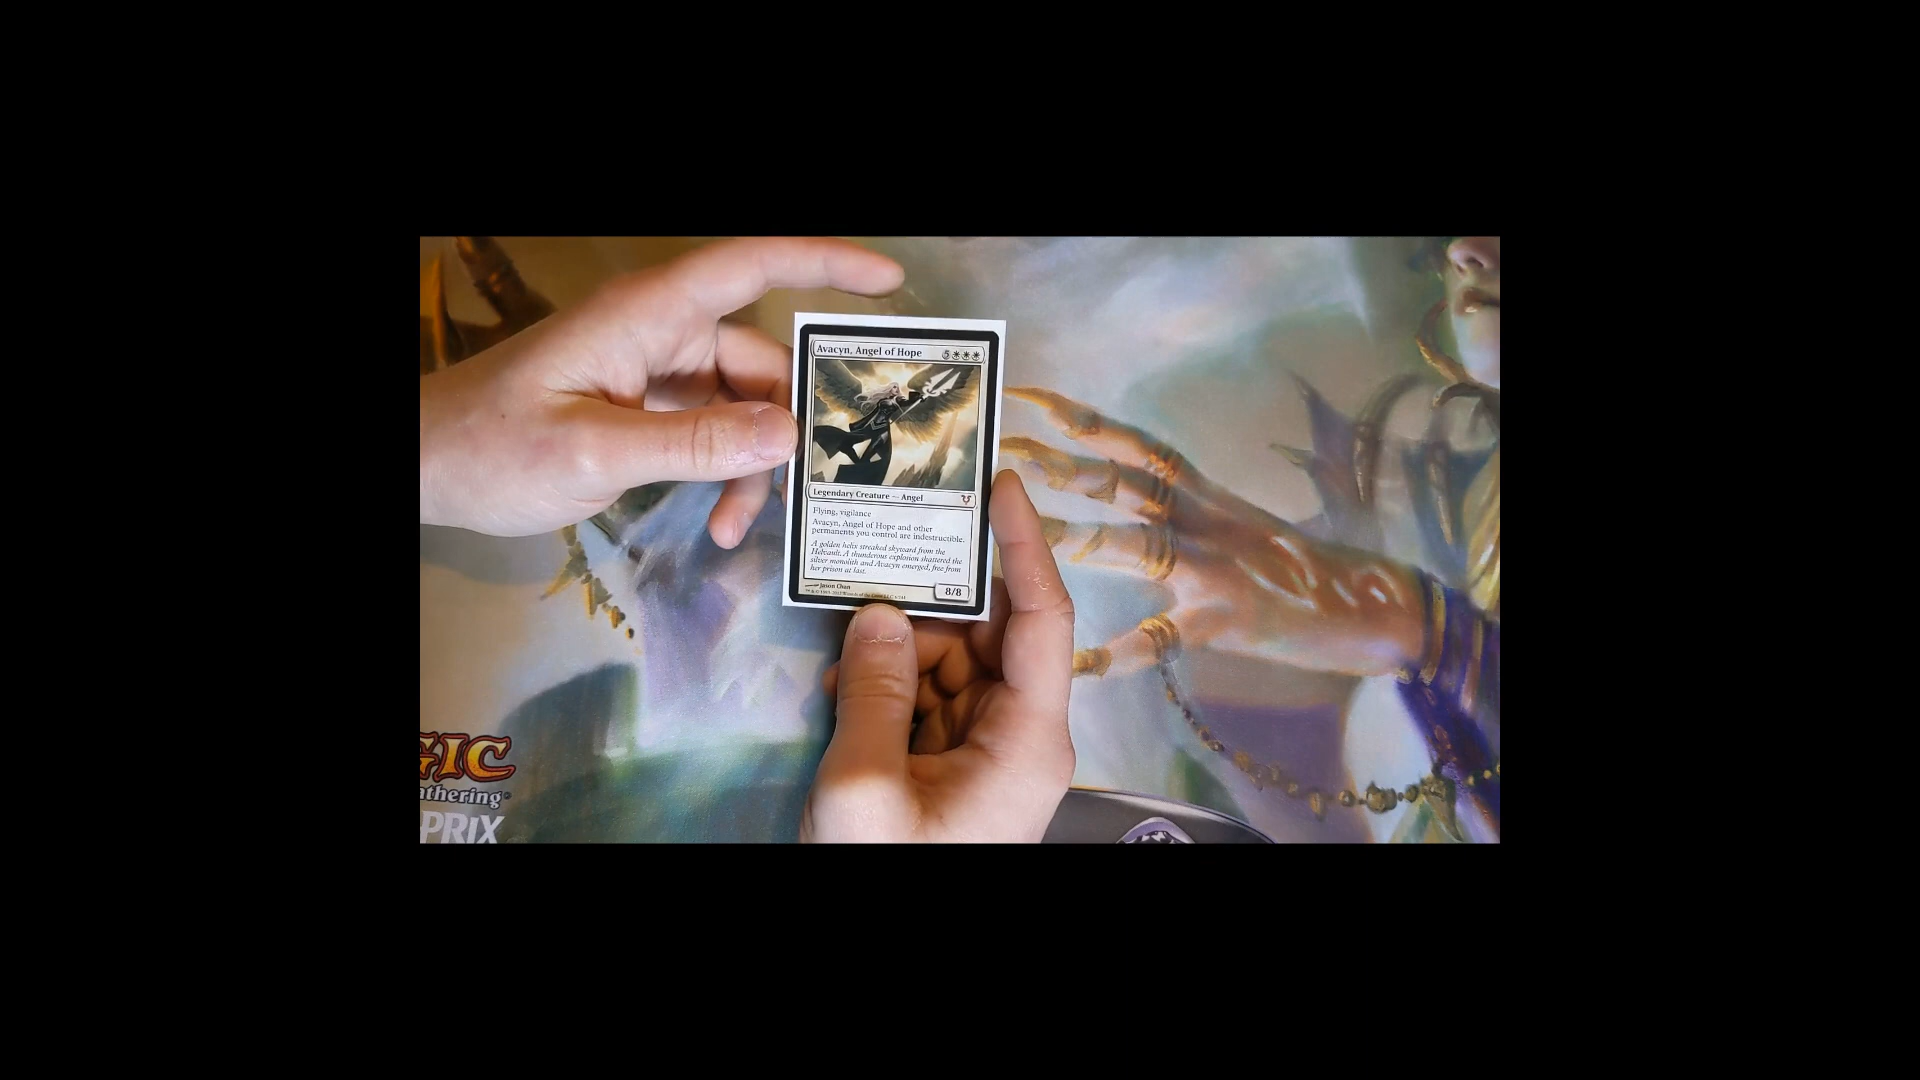 Avacyn, Angel of Hope 5
Legendary Creature — Angel
Flying, vigilance
Avacyn, Angel of Hope and other
permanents you control are indestructible.
A golden helix streaked skyward from the
Helvault. A thunderous explosion shattered the
silver monolith and Avacyn emerged, free from
her prison at last.
Jason Chan
8/8
GIC
athering
PRIX